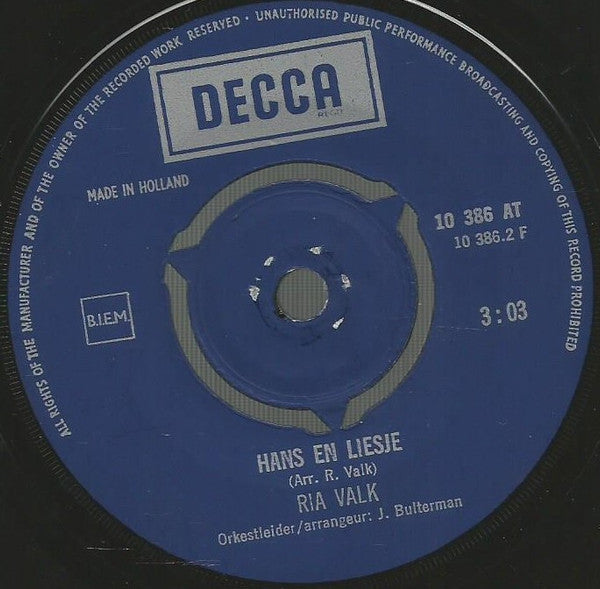 ALL RIGHTS OF THE MANUFACTURER AND OF THE OWNER OF THE RECORDED WORK RESERVED · UNAUTHORISED PUBLIC PERFORMANCE BROADCASTING AND COPYING OF THIS RECORD PROHIBITED
DECCA
REGD
MADE IN HOLLAND
10 386 AT
10 386.2 F
B.I.E.M.
3:03
HANS EN LIESJE
(Arr. R. Valk)
RIA VALK
Orkestleider/arrangeur: J. Bulterman